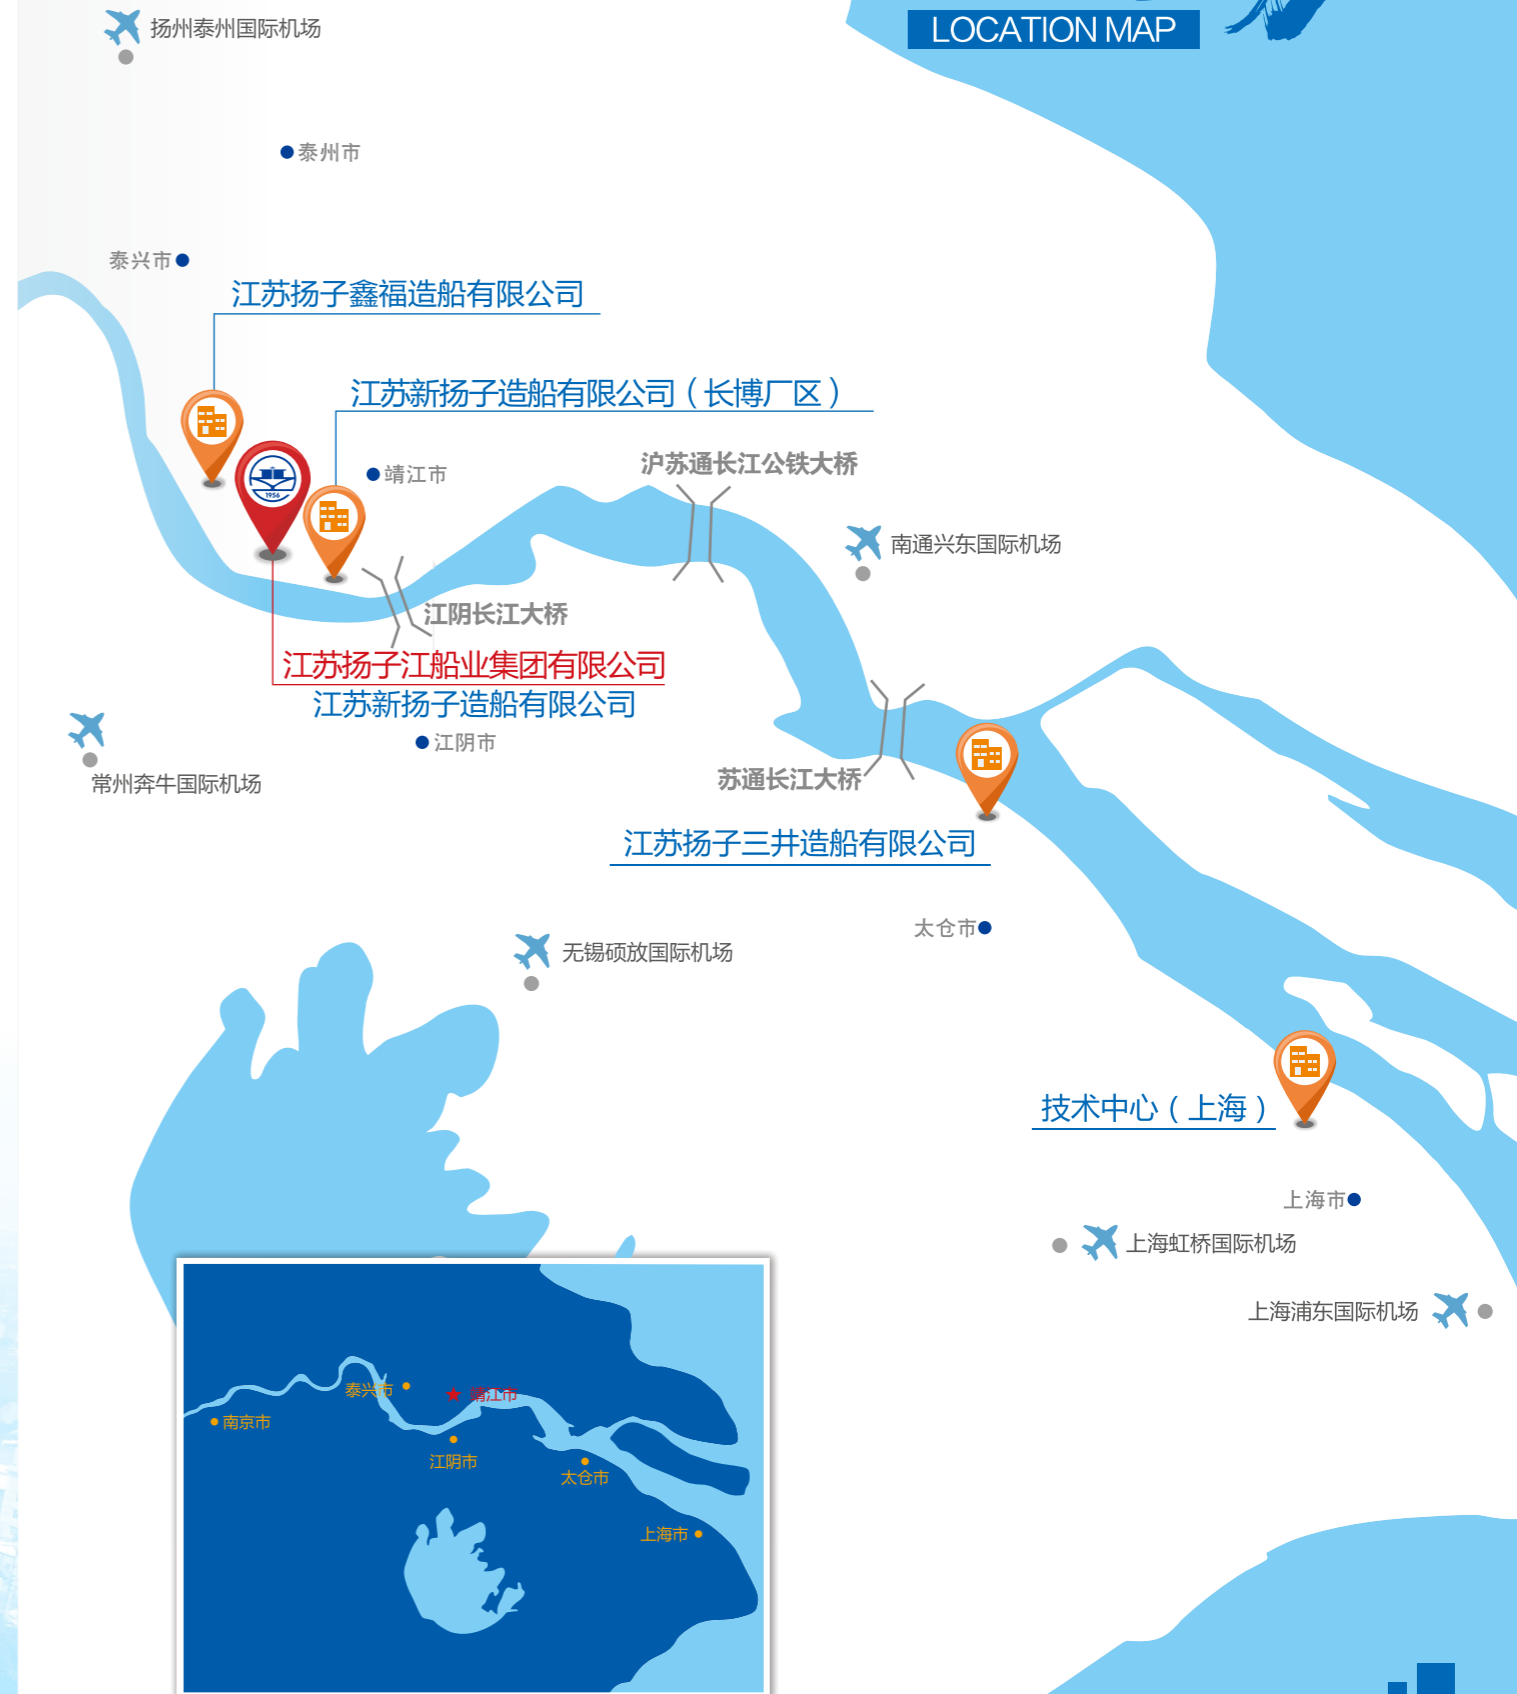 扬州泰州国际机场
LOCATION MAP
泰州市
泰兴市
江苏扬子鑫福造船有限公司
江苏新扬子造船有限公司（长博厂区）
沪苏通长江公铁大桥
靖江市
1956
南通兴东国际机场
江阴长江大桥
江苏扬子江船业集团有限公司
江苏新扬子造船有限公司
江阴市
常州奔牛国际机场
苏通长江大桥
江苏扬子三井造船有限公司
太仓市
无锡硕放国际机场
技术中心（上海）
上海市
上海虹桥国际机场
上海浦东国际机场
泰兴市
靖江市
南京市
江阴市
太仓市
上海市